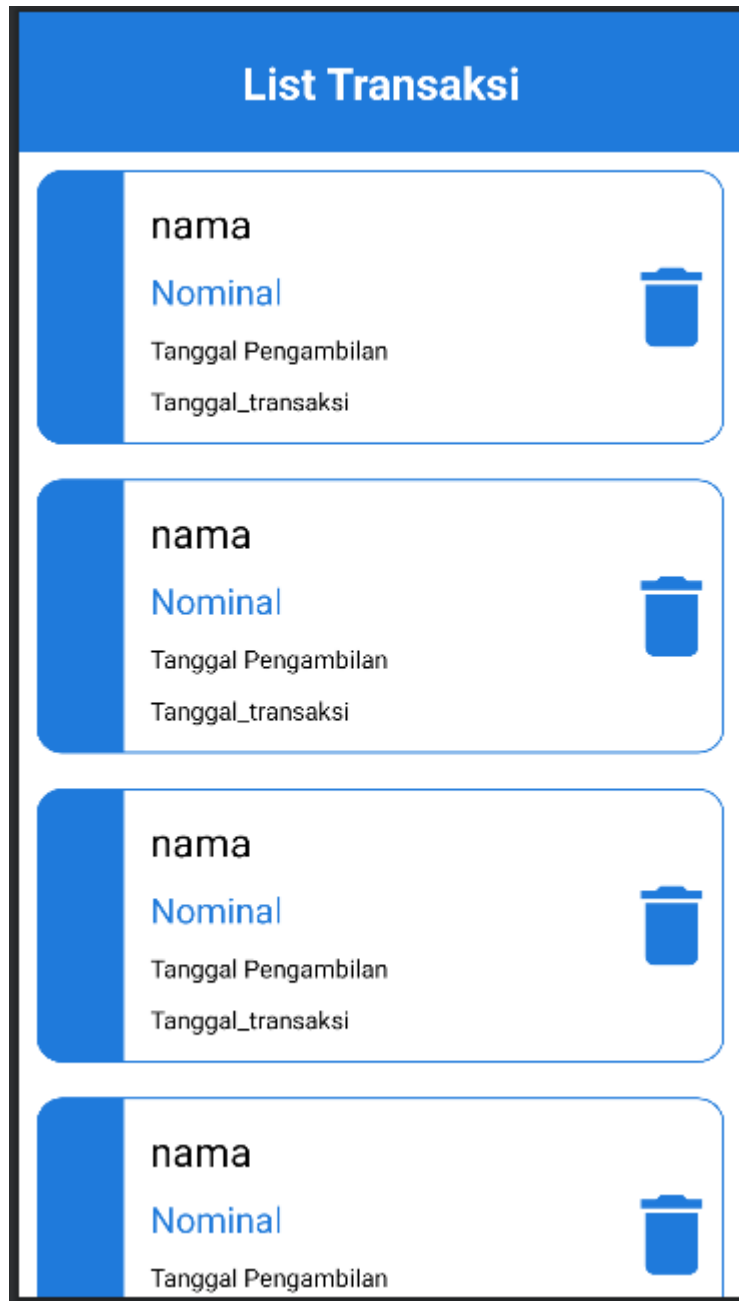 List Transaksi
nama
Nominal
Tanggal Pengambilan
Tanggal_transaksi
nama
Nominal
Tanggal Pengambilan
Tanggal_transaksi
nama
Nominal
Tanggal Pengambilan
Tanggal_transaksi
nama
Nominal
Tanggal Pengambilan